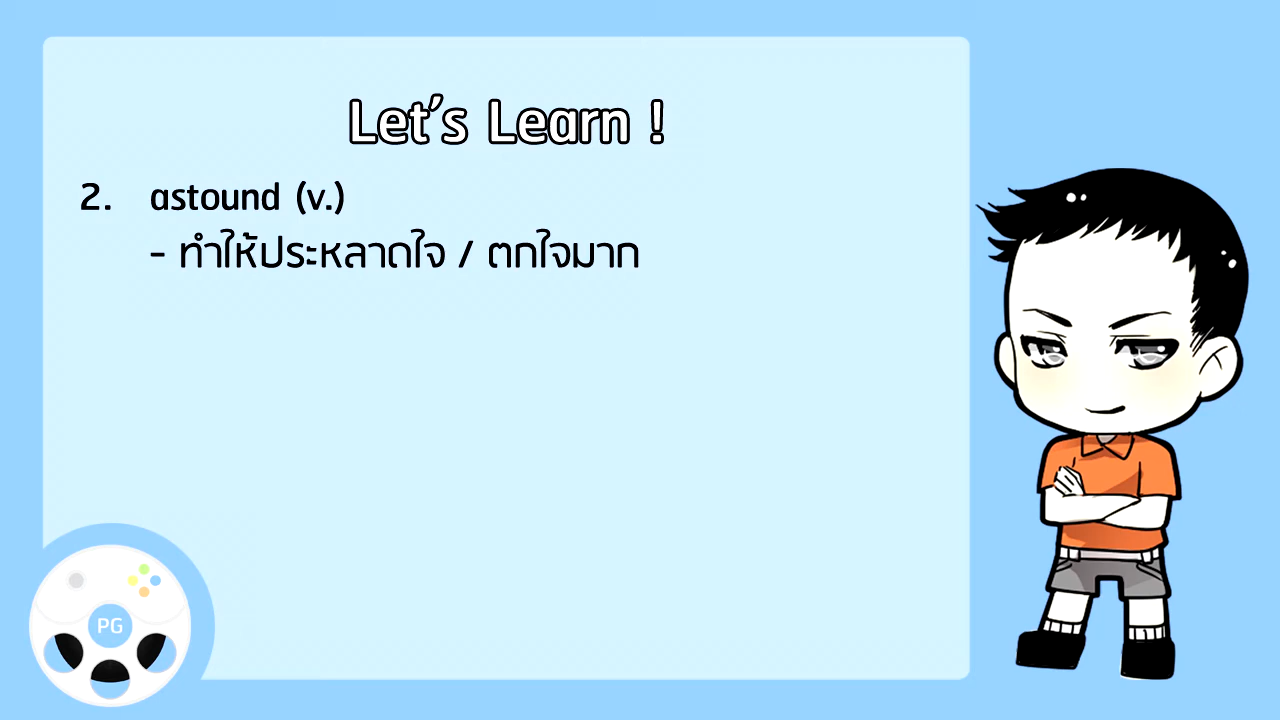 Let's Learn !
2. astound (v.)
- ทำให้ประหลาดใจ / ตกใจมาก
PG